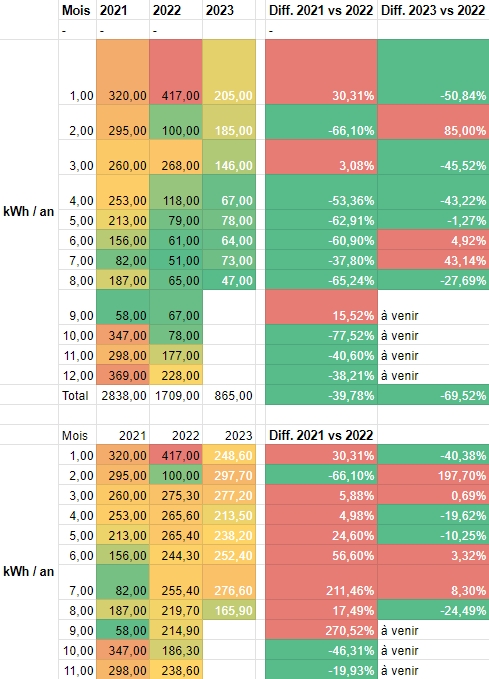 Mois 2021 2022 2023 Diff. 2021 vs 2022 Diff. 2023 vs 2022
- - - -
1,00 320,00 417,00 205,00 30,31% -50,84%
2,00 295,00 100,00 185,00 -66,10% 85,00%
3,00 260,00 268,00 146,00 3,08% -45,52%
4,00 253,00 118,00 67,00 -53,36% -43,22%
kWh / an
5,00 213,00 79,00 78,00 -62,91% -1,27%
6,00 156,00 61,00 64,00 -60,90% 4,92%
7,00 82,00 51,00 73,00 -37,80% 43,14%
8,00 187,00 65,00 47,00 -65,24% -27,69%
9,00 58,00 67,00 15,52% à venir
10,00 347,00 78,00 -77,52% à venir
11,00 298,00 177,00 -40,60% à venir
12,00 369,00 228,00 -38,21% à venir
Total 2838,00 1709,00 865,00 -39,78% -69,52%
Mois 2021 2022 2023 Diff. 2021 vs 2022
1,00 320,00 417,00 248,60 30,31% -40,38%
2,00 295,00 100,00 297,70 -66,10% 197,70%
3,00 260,00 275,30 277,20 5,88% 0,69%
4,00 253,00 265,60 213,50 4,98% -19,62%
5,00 213,00 265,40 238,20 24,60% -10,25%
6,00 156,00 244,30 252,40 56,60% 3,32%
kWh / an
7,00 82,00 255,40 276,60 211,46% 8,30%
8,00 187,00 219,70 165,90 17,49% -24,49%
9,00 58,00 214,90 270,52% à venir
10,00 347,00 186,30 -46,31% à venir
11,00 298,00 238,60 -19,93% à venir